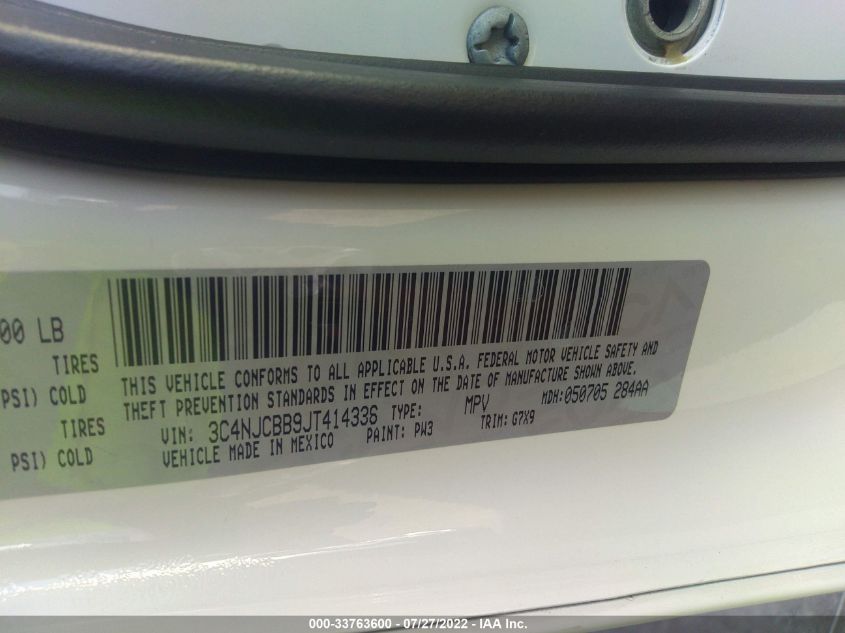 00 LB
TIRES
PSI) COLD
TIRES
PSI) COLD
THIS VEHICLE CONFORMS TO ALL APPLICABLE U.S.A. FEDERAL MOTOR VEHICLE SAFETY AND
THEFT PREVENTION STANDARDS IN EFFECT ON THE DATE OF MANUFACTURE SHOWN ABOVE.
VIN: 3C4NJCBB9JT414336 TYPE: MPV MDH:050705 284AA
VEHICLE MADE IN MEXICO PAINT: PW3 TRIM: G7X9
000-33763600 - 07/27/2022 - IAA Inc.